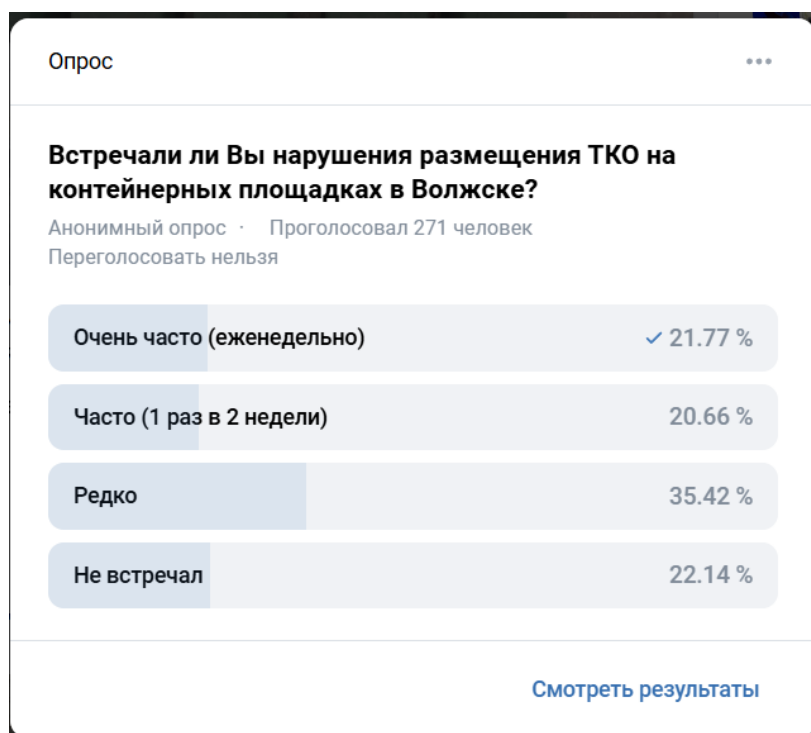 Опрос
Встречали ли Вы нарушения размещения ТКО на
контейнерных площадках в Волжске?
Анонимный опрос · Проголосовал 271 человек
Переголосовать нельзя
Очень часто (еженедельно) 21.77 %
Часто (1 раз в 2 недели) 20.66 %
Редко 35.42 %
Не встречал 22.14 %
Смотреть результаты